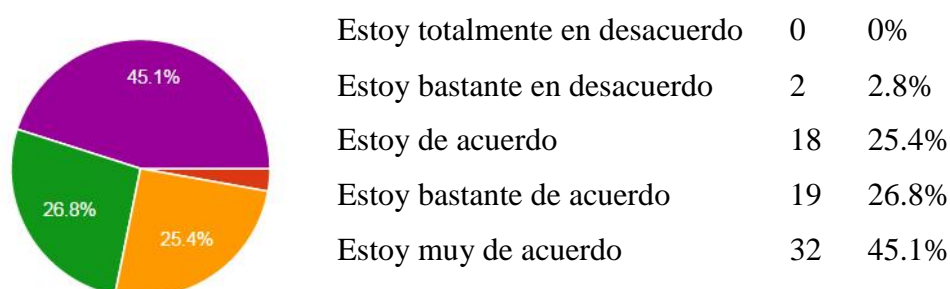 45.1%
26.8%
25.4%
Estoy totalmente en desacuerdo 0 0%
Estoy bastante en desacuerdo 2 2.8%
Estoy de acuerdo 18 25.4%
Estoy bastante de acuerdo 19 26.8%
Estoy muy de acuerdo 32 45.1%